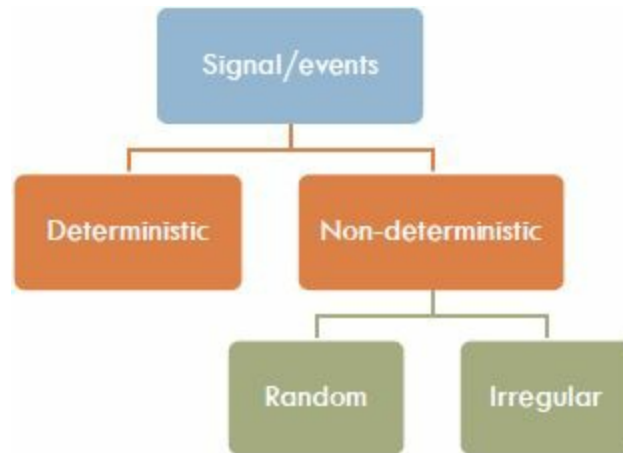 Signal/events
Deterministic
Non-deterministic
Random
Irregular